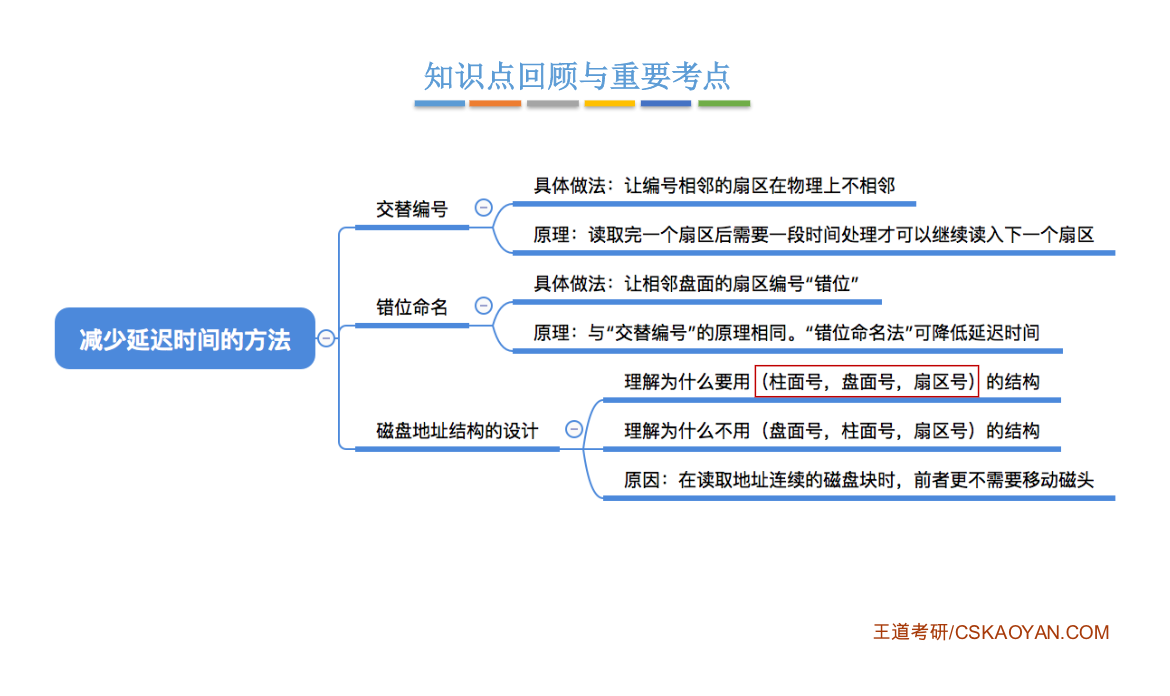 知识点回顾与重要考点
减少延迟时间的方法
交替编号
具体做法：让编号相邻的扇区在物理上不相邻
原理：读取完一个扇区后需要一段时间处理才可以继续读入下一个扇区
错位命名
具体做法：让相邻盘面的扇区编号“错位”
原理：与“交替编号”的原理相同。“错位命名法”可降低延迟时间
磁盘地址结构的设计
理解为什么要用（柱面号，盘面号，扇区号）的结构
理解为什么不用（盘面号，柱面号，扇区号）的结构
原因：在读取地址连续的磁盘块时，前者更不需要移动磁头
王道考研/CSKAOYAN.COM